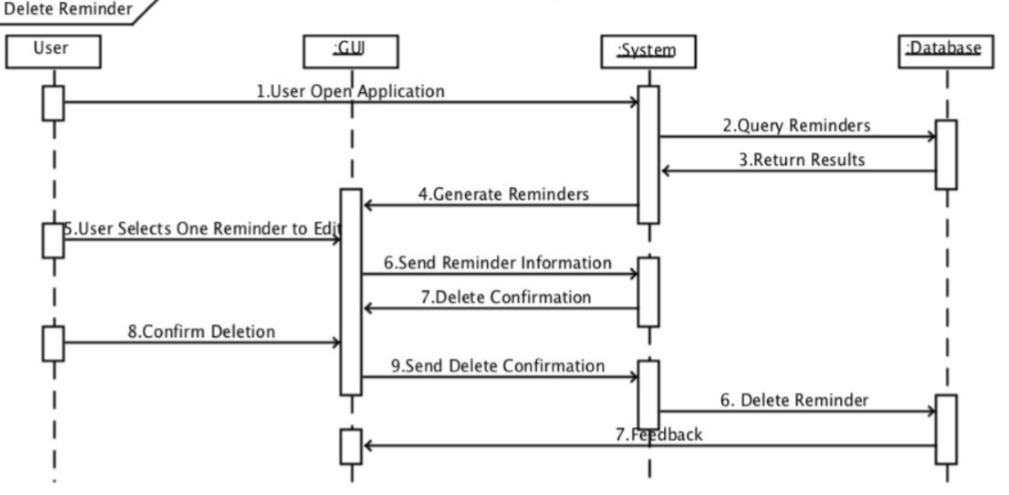 Delete Reminder
User
:GUI
:System
:Database
1.User Open Application
2.Query Reminders
3.Return Results
4.Generate Reminders
5.User Selects One Reminder to Edit
6.Send Reminder Information
7.Delete Confirmation
8.Confirm Deletion
9.Send Delete Confirmation
6. Delete Reminder
7.Feedback